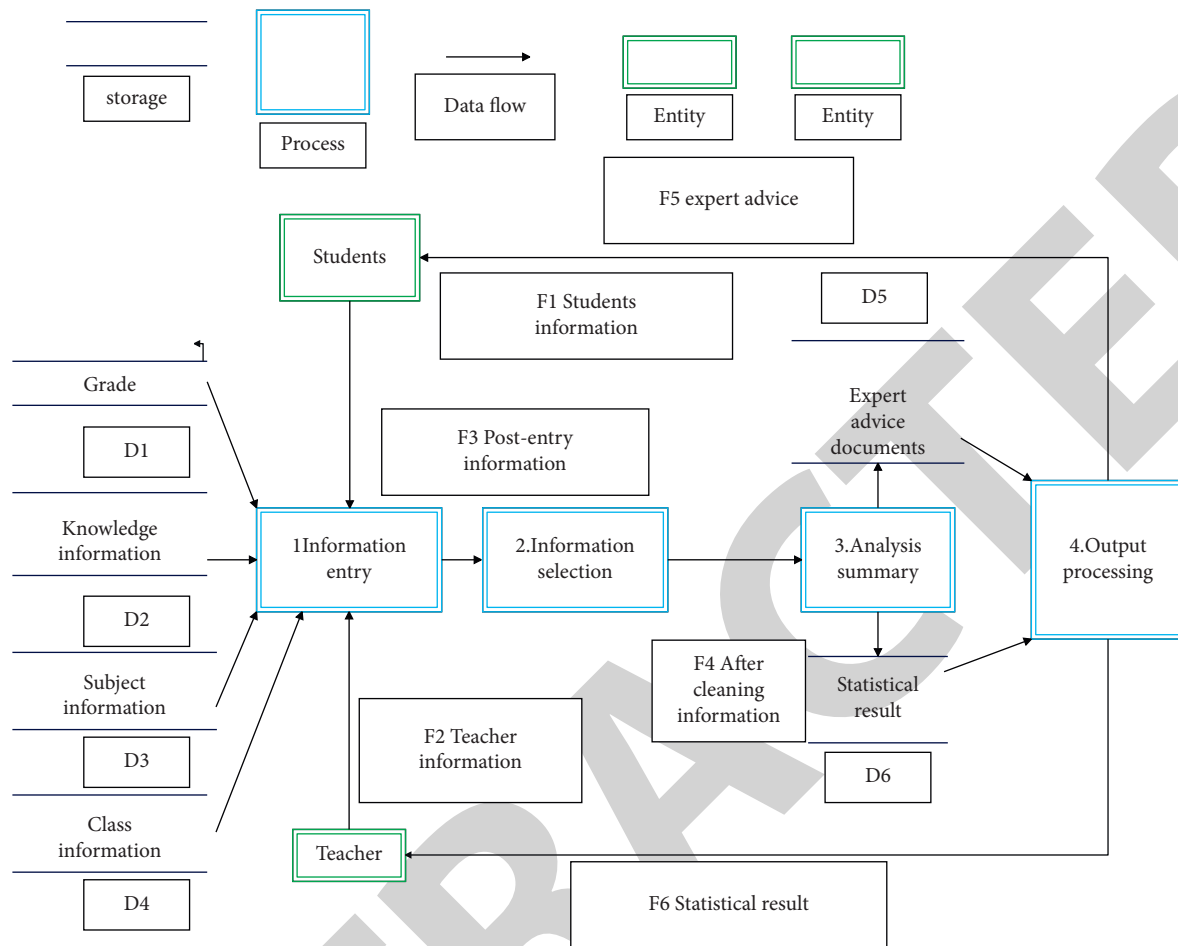 storage
Process
Data flow
Entity
Entity
F5 expert advice
Students
F1 Students
information
D5
Grade
D1
F3 Post-entry
information
Expert
advice
documents
Knowledge
information
D2
1Information
entry
2.Information
selection
3.Analysis
summary
4.Output
processing
Subject
information
D3
F4 After
cleaning
information
Statistical
result
D6
F2 Teacher
information
Class
information
D4
Teacher
F6 Statistical result